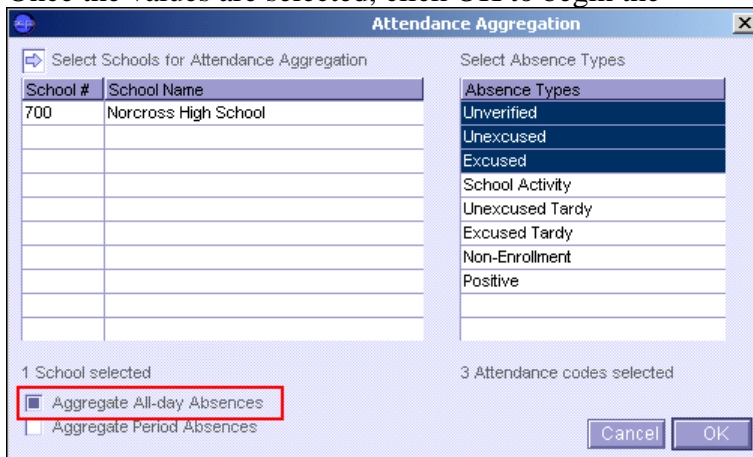 Once the values are selected, click OK to begin the
Attendance Aggregation
Select Schools for Attendance Aggregation
Select Absence Types
School # School Name
Absence Types
700 Norcross High School
Unverified
Unexcused
Excused
School Activity
Unexcused Tardy
Excused Tardy
Non-Enrollment
Positive
1 School selected
3 Attendance codes selected
Aggregate All-day Absences
Aggregate Period Absences
Cancel OK